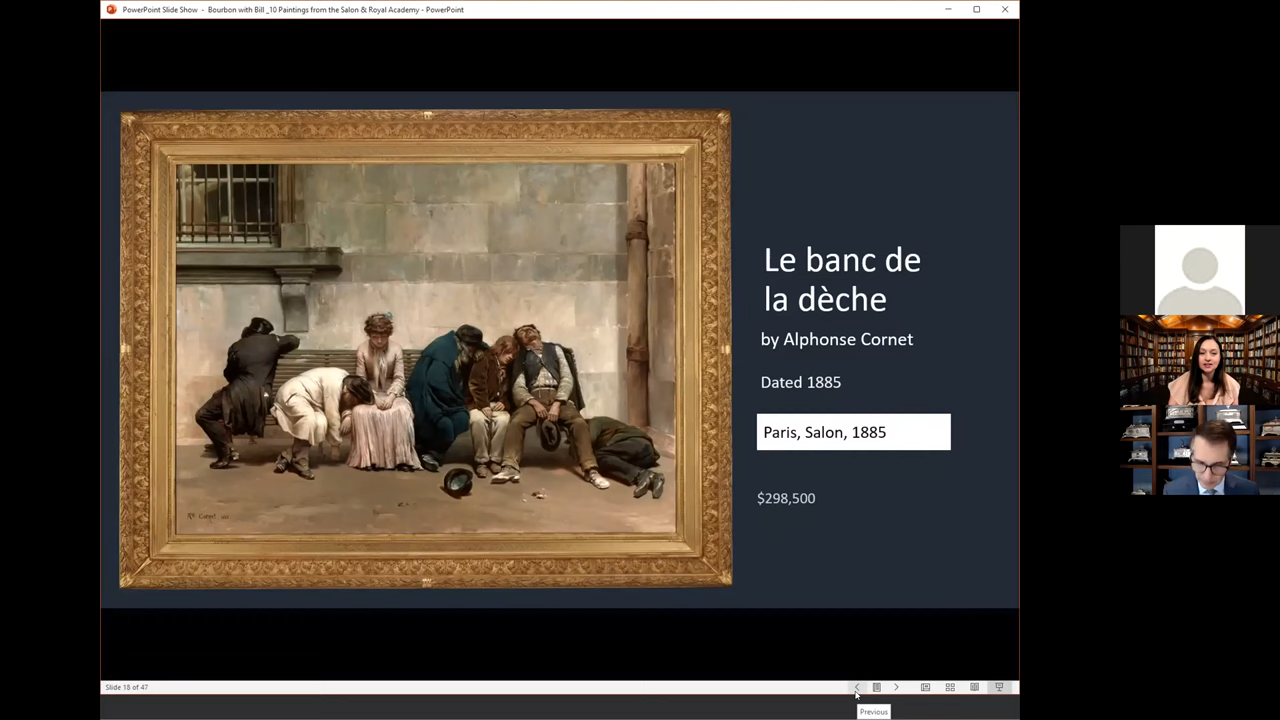 PowerPoint Slide Show - Bourbon with Bill _10 Paintings from the Salon & Royal Academy - PowerPoint
Le banc de
la dèche
by Alphonse Cornet
Dated 1885
Paris, Salon, 1885
$298,500
Slide 18 of 47
Previous